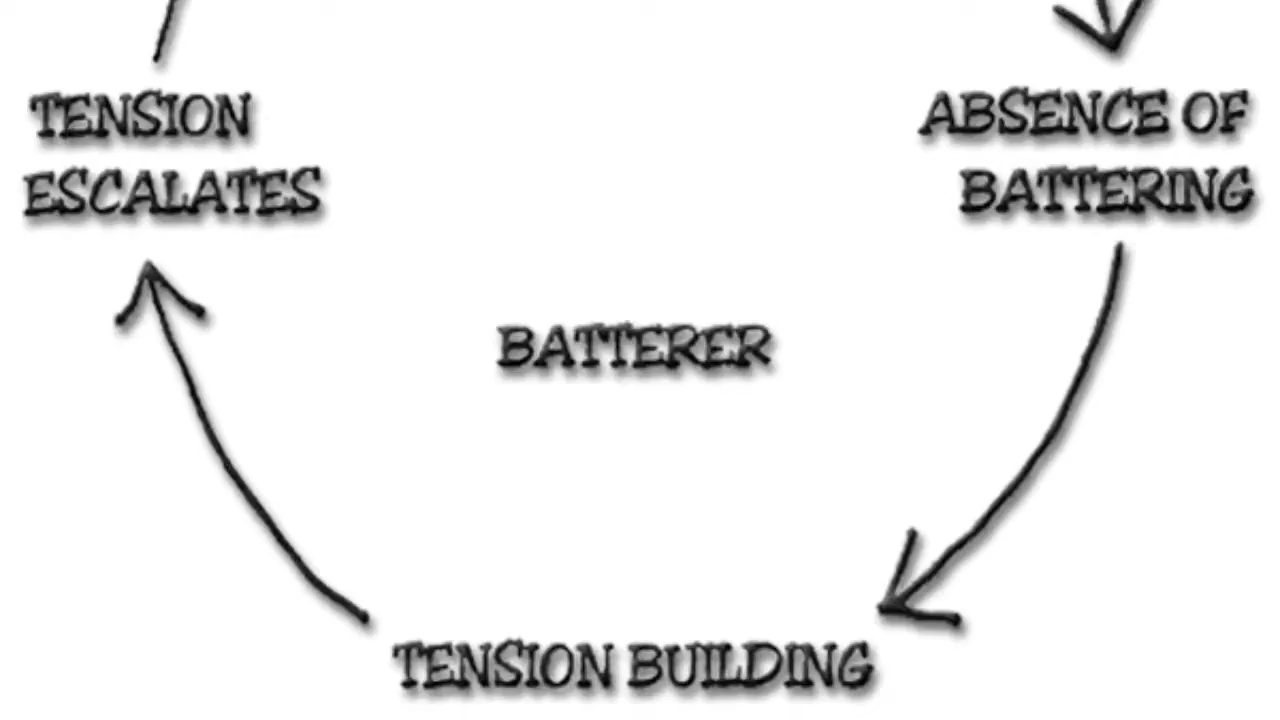 TENSION
ESCALATES
ABSENCE OF
BATTERING
BATTERER
TENSION BUILDING